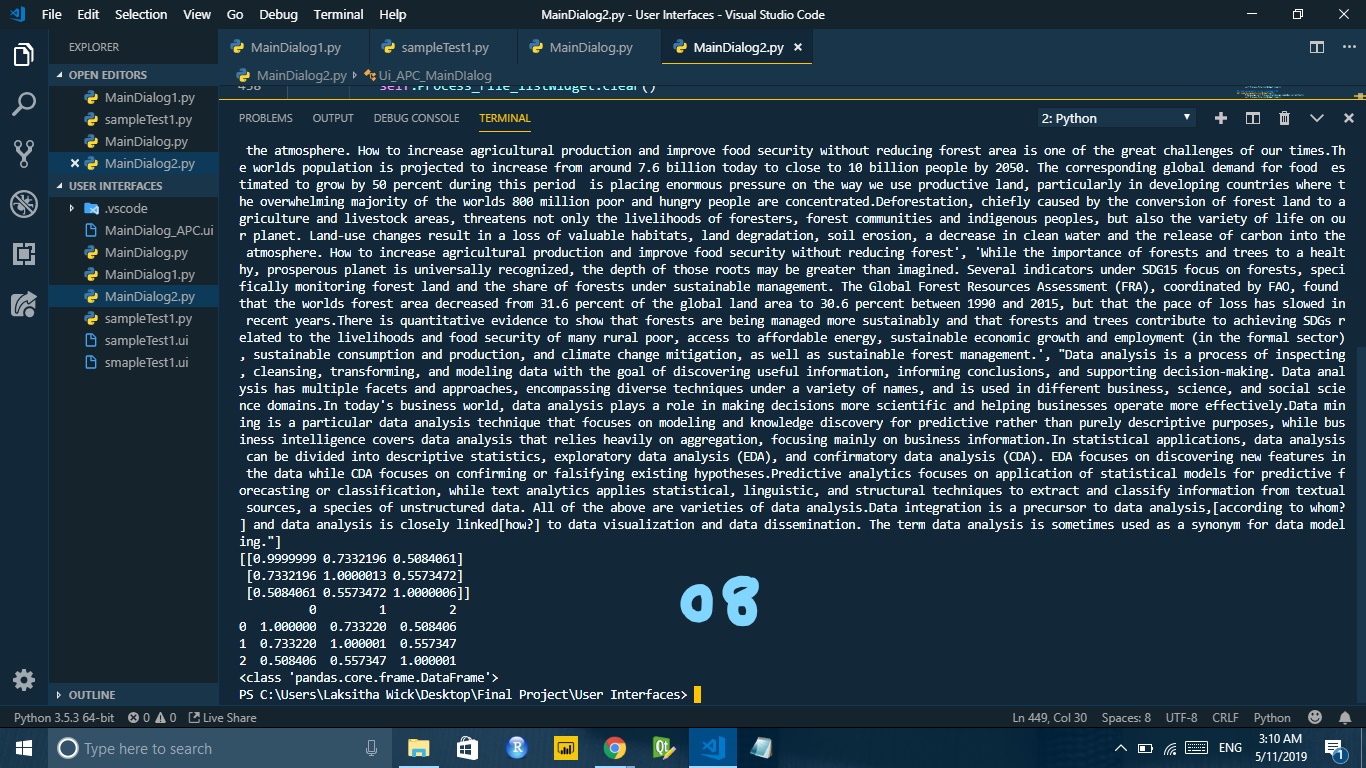 File Edit Selection View Go Debug Terminal Help MainDialog2.py - User Interfaces - Visual Studio Code
EXPLORER
MainDialog1.py sampleTest1.py MainDialog.py MainDialog2.py
OPEN EDITORS
MainDialog1.py
sampleTest1.py
MainDialog.py
MainDialog2.py
USER INTERFACES
.vscode
MainDialog_APC.ui
MainDialog.py
MainDialog1.py
MainDialog2.py
sampleTest1.py
sampleTest1.ui
smapleTest1.ui
OUTLINE
MainDialog2.py Ui_APC_MainDIalog
458 self.Process_file_listWidget.clear()
PROBLEMS OUTPUT DEBUG CONSOLE TERMINAL 2: Python
the atmosphere. How to increase agricultural production and improve food security without reducing forest area is one of the great challenges of our times.Th
e worlds population is projected to increase from around 7.6 billion today to close to 10 billion people by 2050. The corresponding global demand for food  es
timated to grow by 50 percent during this period  is placing enormous pressure on the way we use productive land, particularly in developing countries where t
he overwhelming majority of the worlds 800 million poor and hungry people are oncentrated.Deforestation, chiefly caused by the conversion of forest land to a
griculture and livestock areas, threatens not only the livelihoods of foresters, forest communities and indigenous peoples, but also the variety of life on ou
r planet. Land-use changes result in a loss of valuable habitats, land degradation, soil erosion, a decrease in clean water and the release of carbon into the
atmosphere. How to increase agricultural production and improve food security without reducing forest', 'While the importance of forests and trees to a healt
hy, prosperous planet is universally recognized, the depth of those roots may be greater than imagined. Several indicators under SDG15 focus on forests, speci
fically monitoring forest land and the share of forests under sustainable management. The Global Forest Resources Assessment (FRA), coordinated by FAO, found
that the worlds forest area decreased from 31.6 percent of the global land area to 30.6 percent between 1990 and 2015, but that the pace of loss has slowed in
recent years.There is quantitative evidence to show that forests are being managed more sustainably and that forests and trees contribute to achieving SDGs r
elated to the livelihoods and food security of many rural poor, access to affordable energy, sustainable economic growth and employment (in the formal sector)
, sustainable consumption and production, and climate change mitigation, as well as sustainable forest management.', "Data analysis is a process of inspecting
, cleansing, transforming, and modeling data with the goal of discovering useful information, informing conclusions, and supporting decision-making. Data anal
ysis has multiple facets and approaches, encompassing diverse techniques under a variety of names, and is used in different business, science, and social scie
nce domains.In today's business world, data analysis plays a role in making decisions more scientific and helping businesses operate more effectively.Data min
ing is a particular data analysis technique that focuses on modeling and knowledge discovery for predictive rather than purely descriptive purposes, while bus
iness intelligence covers data analysis that relies heavily on aggregation, focusing mainly on business information.In statistical applications, data analysis
can be divided into descriptive statistics, exploratory data analysis (EDA), and confirmatory data analysis (CDA). EDA focuses on discovering new features in
the data while CDA focuses on confirming or falsifying existing hypotheses.Predictive analytics focuses on application of statistical models for predictive f
orecasting or classification, while text analytics applies statistical, linguistic, and structural techniques to extract and classify information from textual
sources, a species of unstructured data. All of the above are varieties of data analysis.Data integration is a precursor to data analysis,[according to whom?
] and data analysis is closely linked[how?] to data visualization and data dissemination. The term data analysis is sometimes used as a synonym for data model
ing."]
[[0.9999999 0.7332196 0.5084061]
[0.7332196 1.0000013 0.5573472]
[0.5084061 0.5573472 1.0000006]]
0 1 2
0 1.000000 0.733220 0.508406
1 0.733220 1.000001 0.557347
2 0.508406 0.557347 1.000001
<class 'pandas.core.frame.DataFrame'>
PS C:\Users\Laksitha Wick\Desktop\Final Project\User Interfaces>
08
Python 3.5.3 64-bit 0 0 Live Share Ln 449, Col 30 Spaces: 8 UTF-8 CRLF Python
Type here to search ENG 3:10 AM
5/11/2019 1